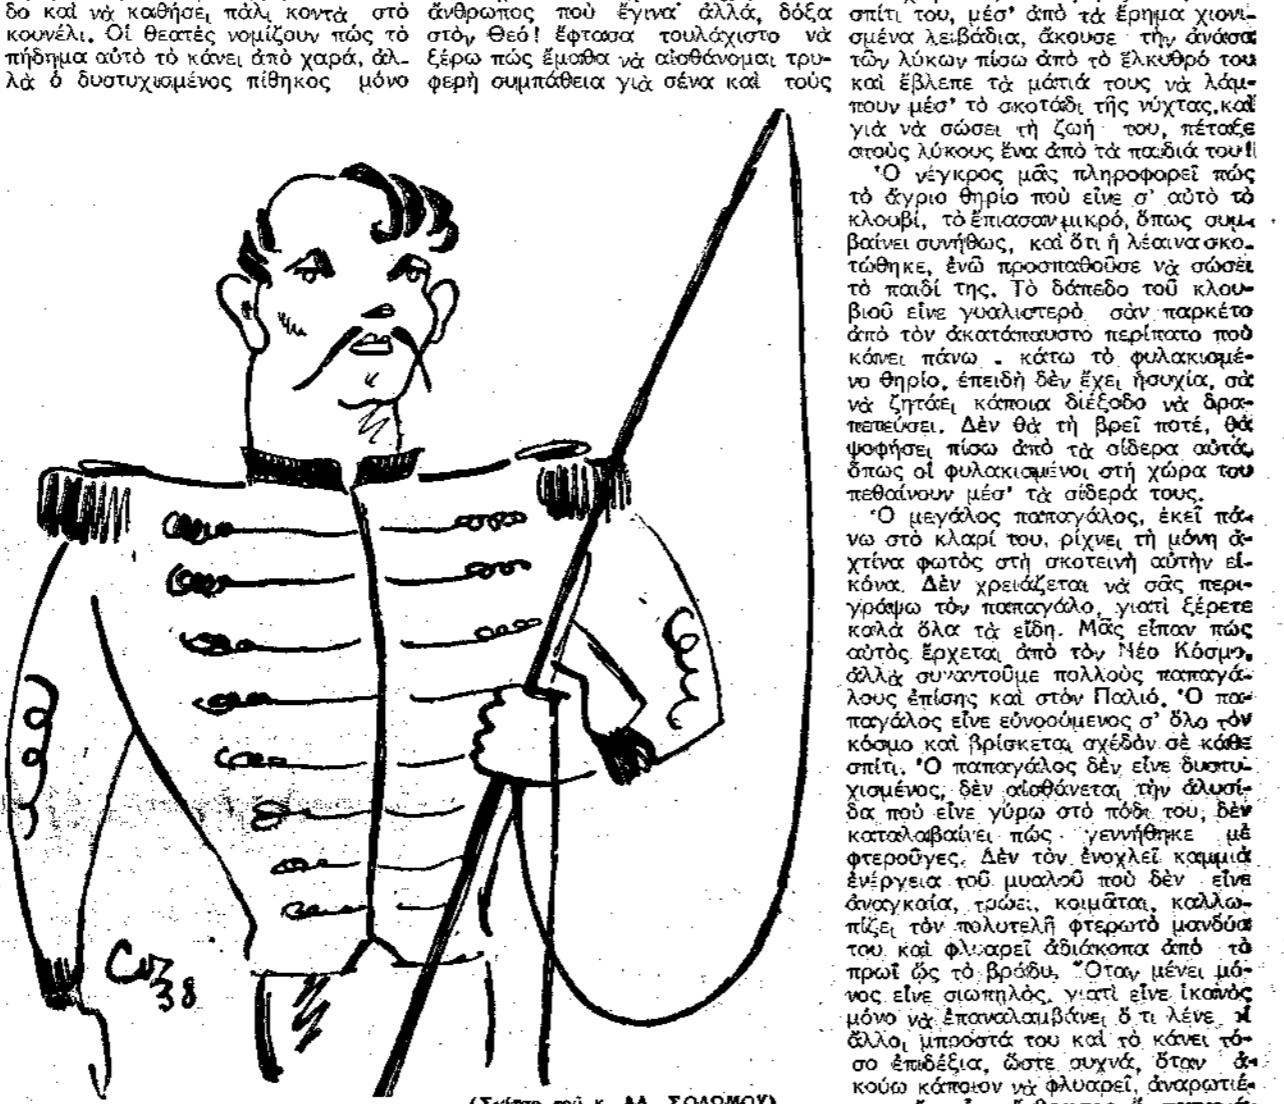 δο καὶ νὰ καθήσει πάλι κοντὰ στὸ
κουνέλι. Οἱ θεατὲς νομίζουν πὼς τὸ
πήδημα αὐτὸ τὸ κάνει ἀπὸ χαρά, ἀλ-
λὰ ὁ δυστυχισμένος πίθηκος μόνο
ἄνθρωπος ποὺ ἔγινα ἀλλά, δόξα
στὸν Θεό! ἔφτασα τουλάχιστο νὰ
ξέρω πὼς ἔμαθα νὰ αἰσθάνομαι τρυ-
φερὴ συμπάθεια γιὰ σένα καὶ τοὺς
Cuz
38
(Σκίτσο τοῦ κ. ΑΛ. ΣΟΛΩΜΟΥ)
σπίτι του, μέσ' ἀπὸ τὰ ἔρημα χιονι-
σμένα λειβάδια, ἄκουσε τὴν ἀνάσα
τῶν λύκων πίσω ἀπὸ τὸ ἕλκυθρό του
καὶ ἔβλεπε τὰ μάτιά τους νὰ λάμ-
πουν μέσ' τὸ σκοτάδι τῆς νύχτας, καὶ
γιὰ νὰ σώσει τὴ ζωή του, πέταξε
στοὺς λύκους ἕνα ἀπὸ τὰ παιδιά του!!
Ὁ νέγκρος μᾶς πληροφορεῖ πὼς
τὸ ἄγριο θηρίο ποὺ εἶνε σ' αὐτὸ τὸ
κλουβί, τὸ ἔπιασαν μικρό, ὅπως συμ-
βαίνει συνήθως, καὶ ὅτι ἡ λέαινα σκο-
τώθηκε, ἐνῶ προσπαθοῦσε νὰ σώσει
τὸ παιδί της. Τὸ δάπεδο τοῦ κλου-
βιοῦ εἶνε γυαλιστερὸ σὰν παρκέτο
ἀπὸ τὸν ἀκατάπαυστο περίπατο ποὺ
κάνει πάνω - κάτω τὸ φυλακισμέ-
νο θηρίο, ἐπειδὴ δὲν ἔχει ἡσυχία, σὰ
νὰ ζητάει κάποια διέξοδο νὰ δρα-
πετεύσει. Δὲν θὰ τὴ βρεῖ ποτέ, θὰ
ψοφήσει πίσω ἀπὸ τὰ σίδερα αὐτά,
ὅπως οἱ φυλακισμένοι στὴ χώρα του
πεθαίνουν μέσ' τὰ σίδερά τους.
Ὁ μεγάλος παπαγάλος, ἐκεῖ πά-
νω στὸ κλαρί του, ρίχνει τὴ μόνη ἀ-
χτίνα φωτὸς στὴ σκοτεινὴ αὐτὴν εἰ-
κόνα. Δὲν χρειάζεται νὰ σᾶς περι-
γράψω τὸν παπαγάλο, γιατὶ ξέρετε
καλὰ ὅλα τὰ εἴδη. Μᾶς εἶπαν πὼς
αὐτὸς ἔρχεται ἀπὸ τὸν Νέο Κόσμο,
ἀλλὰ συναντοῦμε πολλοὺς παπαγά-
λους ἐπίσης καὶ στὸν Παλιό. Ὁ πα-
παγάλος εἶνε εὐνοούμενος σ' ὅλο τὸν
κόσμο καὶ βρίσκεται σχεδὸν σὲ κάθε
σπίτι. Ὁ παπαγάλος δὲν εἶνε δυστυ-
χισμένος, δὲν αἰσθάνεται τὴν ἁλυσί-
δα ποὺ εἶνε γύρω στὸ πόδι του, δὲν
καταλαβαίνει πὼς γεννήθηκε μὲ
φτεροῦγες. Δὲν τὸν ἐνοχλεῖ καμμιὰ
ἐνέργεια τοῦ μυαλοῦ ποὺ δὲν εἶνε
ἀναγκαία, τρώει, κοιμᾶται, καλλω-
πίζει τὸν πολυτελῆ φτερωτὸ μανδύα
του καὶ φλυαρεῖ ἀδιάκοπα ἀπὸ τὸ
πρωῒ ὣς τὸ βράδυ. Ὅταν μένει μό-
νος εἶνε σιωπηλός, γιατὶ εἶνε ἱκανὸς
μόνο νὰ ἐπαναλαμβάνει ὅ τι λένε οἱ
ἄλλοι μπροστά του καὶ τὸ κάνει τό-
σο ἐπιδέξια, ὥστε συχνά, ὅταν ἀ-
κούω κάποιον νὰ φλυαρεῖ, ἀναρωτιέ-